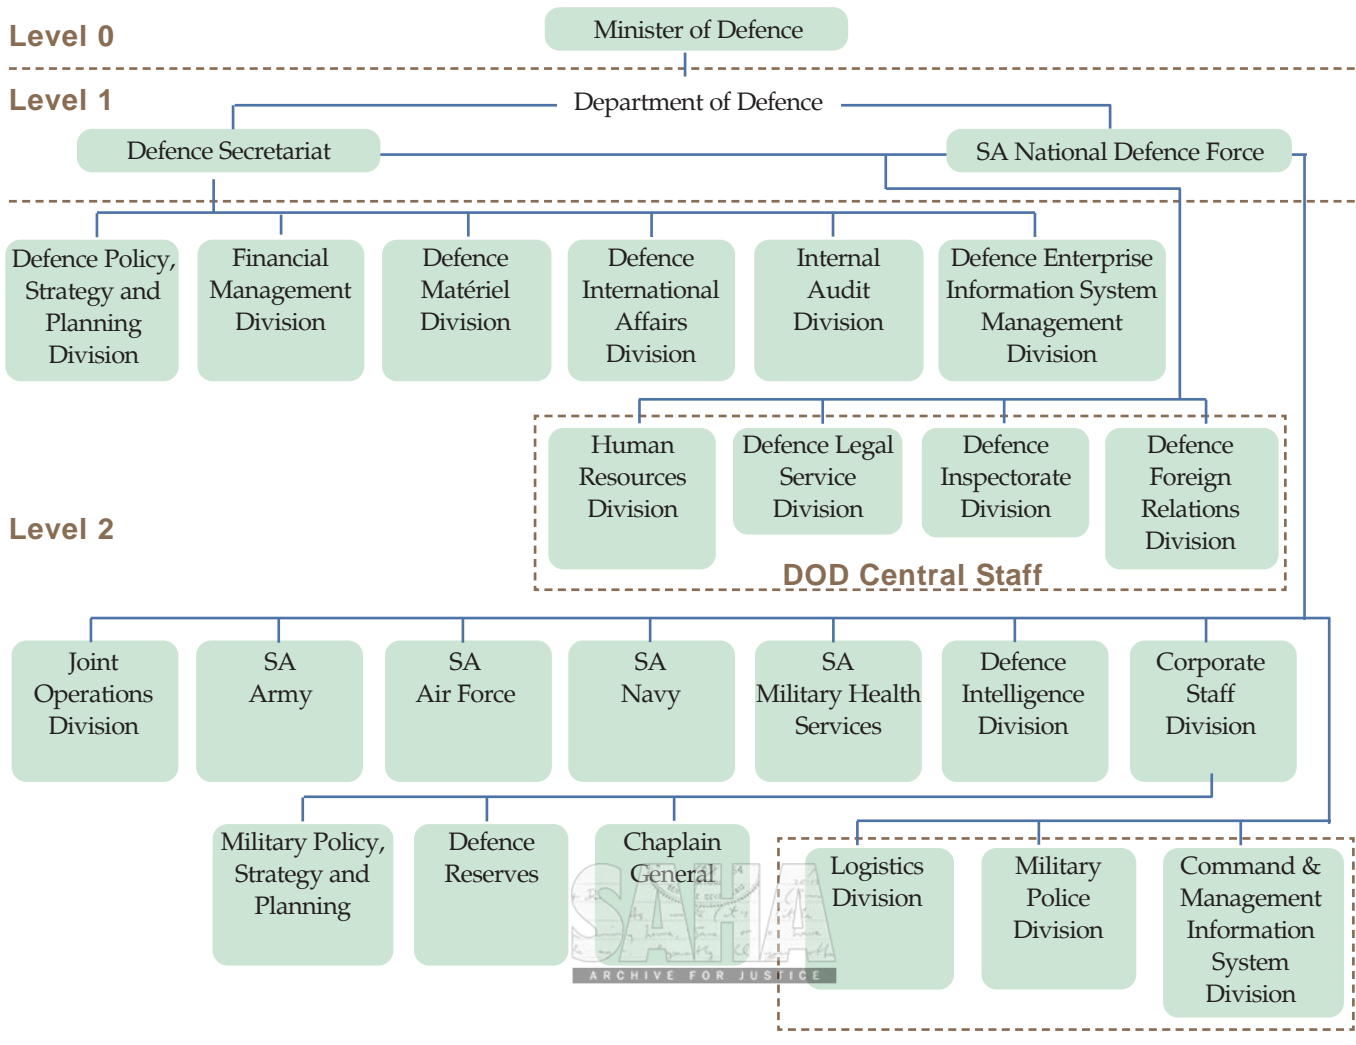 Level 0
Minister of Defence
Level 1
Department of Defence
Defence Secretariat
SA National Defence Force
Defence Policy,
Strategy and
Planning
Division
Financial
Management
Division
Defence
Matériel
Division
Defence
International
Affairs
Division
Internal
Audit
Division
Defence Enterprise
Information System
Management
Division
Level 2
Human
Resources
Division
Defence Legal
Service
Division
Defence
Inspectorate
Division
Defence
Foreign
Relations
Division
DOD Central Staff
Joint
Operations
Division
SA
Army
SA
Air Force
SA
Navy
SA
Military Health
Services
Defence
Intelligence
Division
Corporate
Staff
Division
Military Policy,
Strategy and
Planning
Defence
Reserves
Chaplain
General
Logistics
Division
Military
Police
Division
Command &
Management
Information
System
Division
SAHA
ARCHIVE FOR JUSTICE